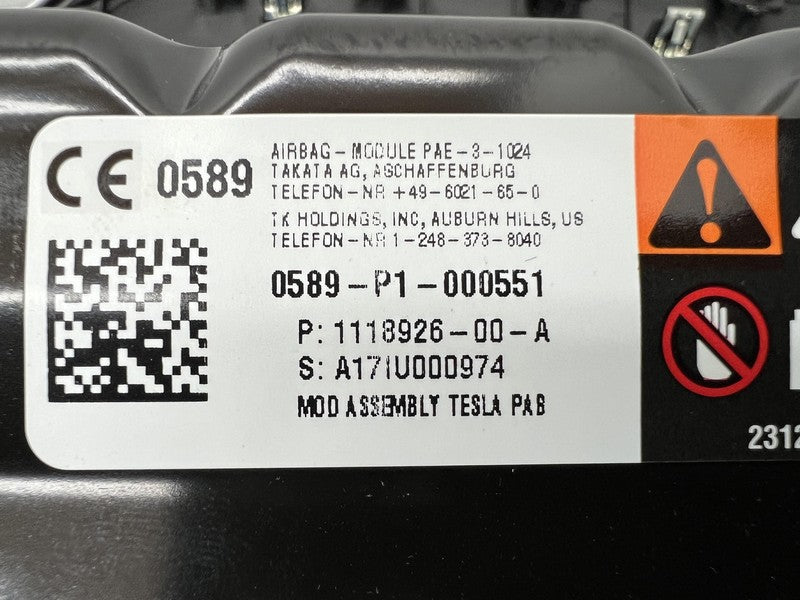 CE 0589
AIRBAG-MODULE PAE-3-1024
TAKATA AG, ASCHAFFENBURG
TELEFON-NR +49-6021-65-0
TK HOLDINGS, INC, AUBURN HILLS, US
TELEFON-NR 1-248-373-8040
0589-P1-000551
P: 1118926-00-A
S: A171U000974
MOD ASSEMBLY TESLA PAB
2312